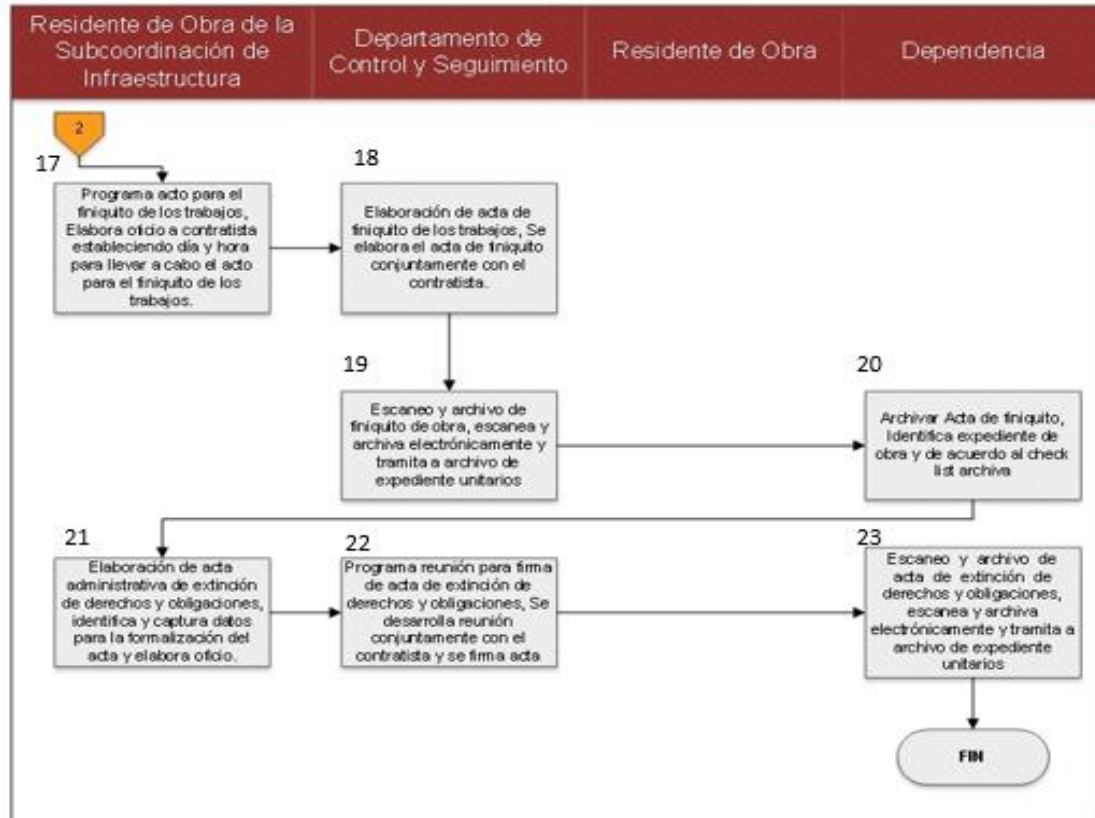 Residente de Obra de la
Subcoordinación de
Infraestructura
Departamento de
Control y Seguimiento
Residente de Obra
Dependencia
2
17
Programa acto para el
finiquito de los trabajos,
Elabora oficio a contratista
estableciendo día y hora
para llevar a cabo el acto
para el finiquito de los
trabajos.
18
Elaboración de acta de
finiquito de los trabajos, Se
elabora el acta de finiquito
conjuntamente con el
contratista.
19
Escaneo y archivo de
finiquito de obra, escanea y
archiva electrónicamente y
tramita a archivo de
expediente unitarios
20
Archivar Acta de finiquito,
Identifica expediente de
obra y de acuerdo al check
list archiva
21
Elaboración de acta
administrativa de extinción
de derechos y obligaciones,
identifica y captura datos
para la formalización del
acta y elabora oficio.
22
Programa reunión para firma
de acta de extinción de
derechos y obligaciones, Se
desarrolla reunión
conjuntamente con el
contratista y se firma acta
23
Escaneo y archivo de
acta de extinción de
derechos y obligaciones,
escanea y archiva
electrónicamente y tramita a
archivo de expediente
unitarios
FIN